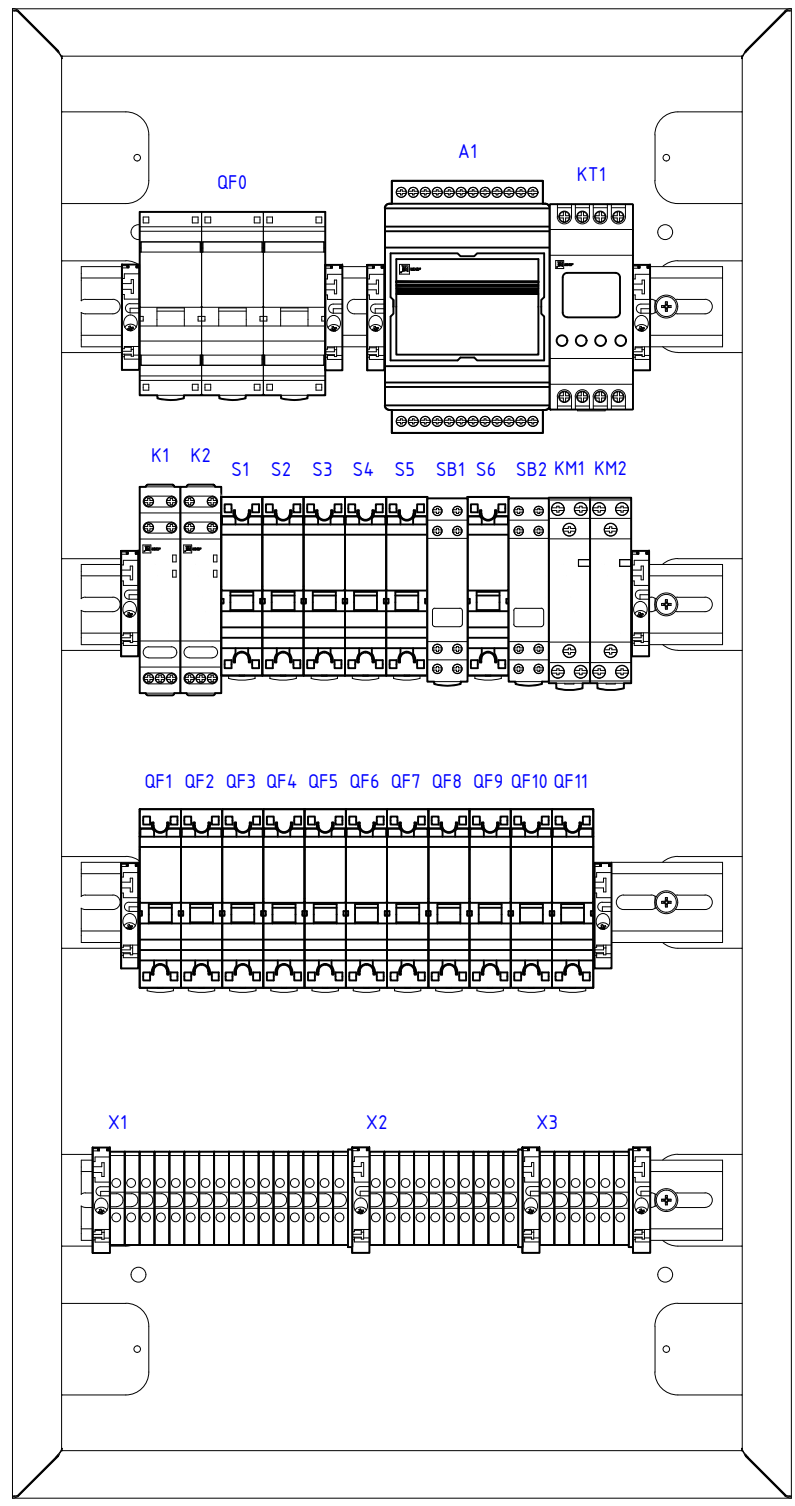 A1
KT1
QF0
K1 K2 S1 S2 S3 S4 S5 SB1 S6 SB2 KM1 KM2
QF1 QF2 QF3 QF4 QF5 QF6 QF7 QF8 QF9 QF10 QF11
X1 X2 X3